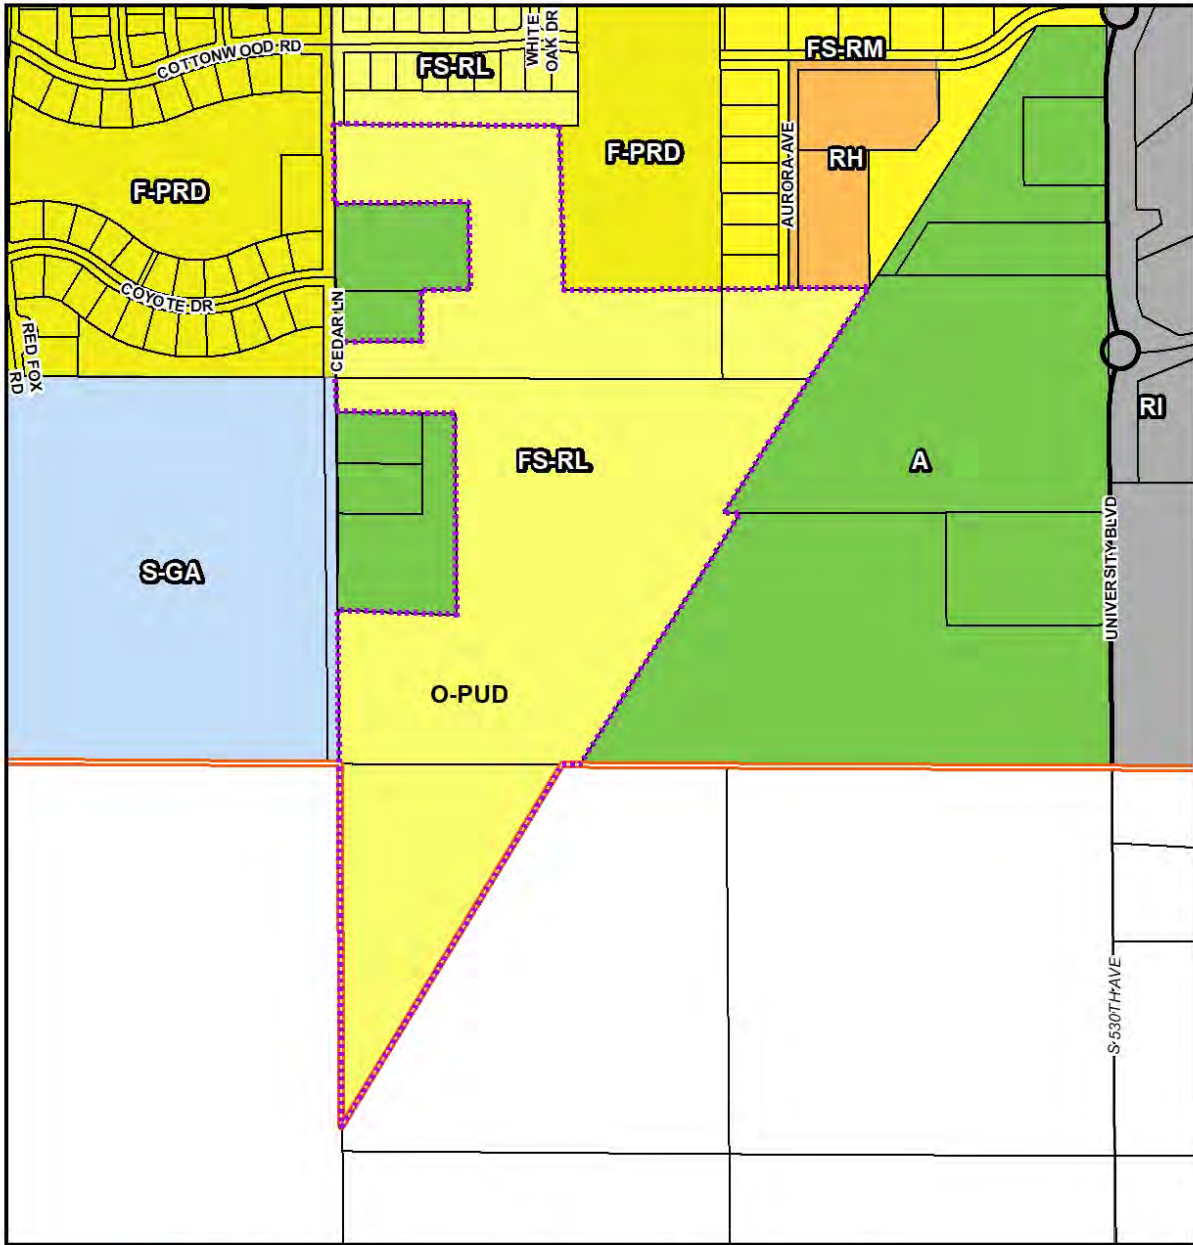 COTTONWOOD RD
WHITE
OAK DR
FS-RL
FS-RM
F-PRD
F-PRD
AURORA AVE
RH
COYOTE DR
RED FOX
RD
CEDAR LN
RI
FS-RL
A
S-GA
UNIVERSITY BLVD
O-PUD
S 530TH AVE